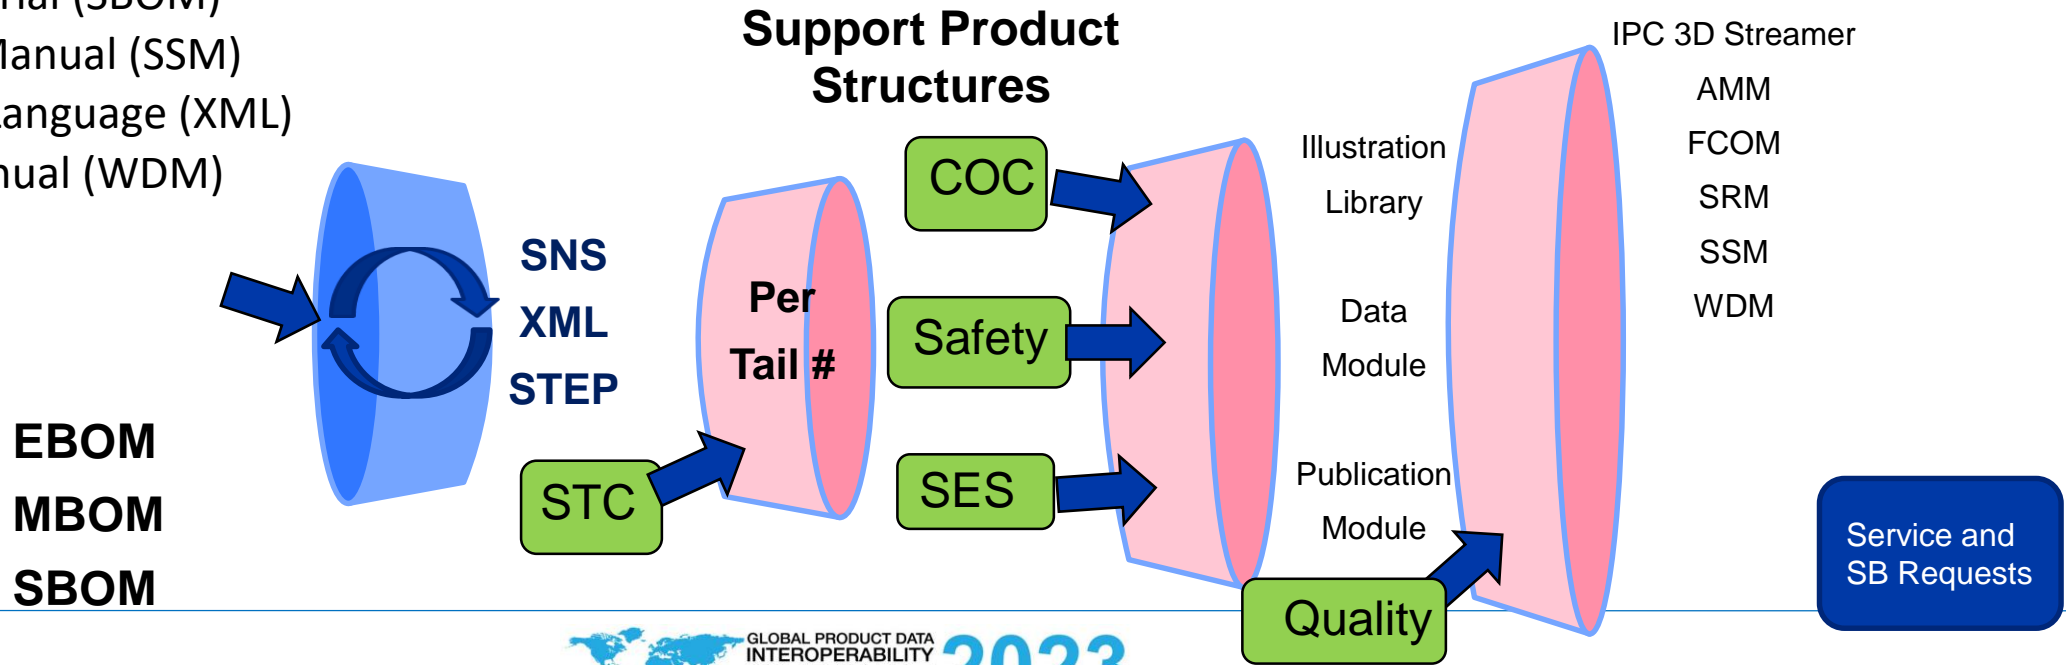 (SBOM)
Manual (SSM)
Language (XML)
(WDM)
Support Product
Structures
SNS
XML
STEP
EBOM
MBOM
SBOM
STC
Per
Tail #
COC
Safety
SES
Illustration
Library
Data
Module
Publication
Module
Quality
IPC 3D Streamer
AMM
FCOM
SRM
SSM
WDM
Service and
SB Requests
GLOBAL PRODUCT DATA
INTEROPERABILITY
2023